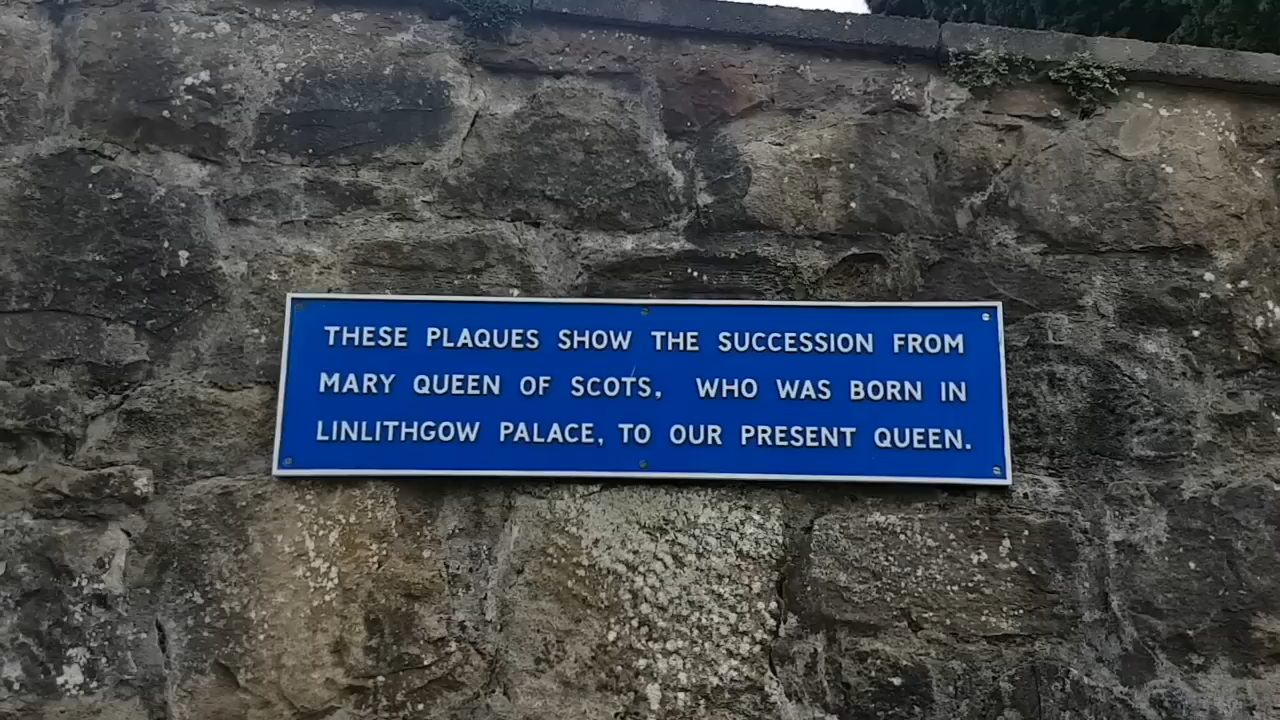 THESE PLAQUES SHOW THE SUCCESSION FROM
MARY QUEEN OF SCOTS, WHO WAS BORN IN
LINLITHGOW PALACE, TO OUR PRESENT QUEEN.